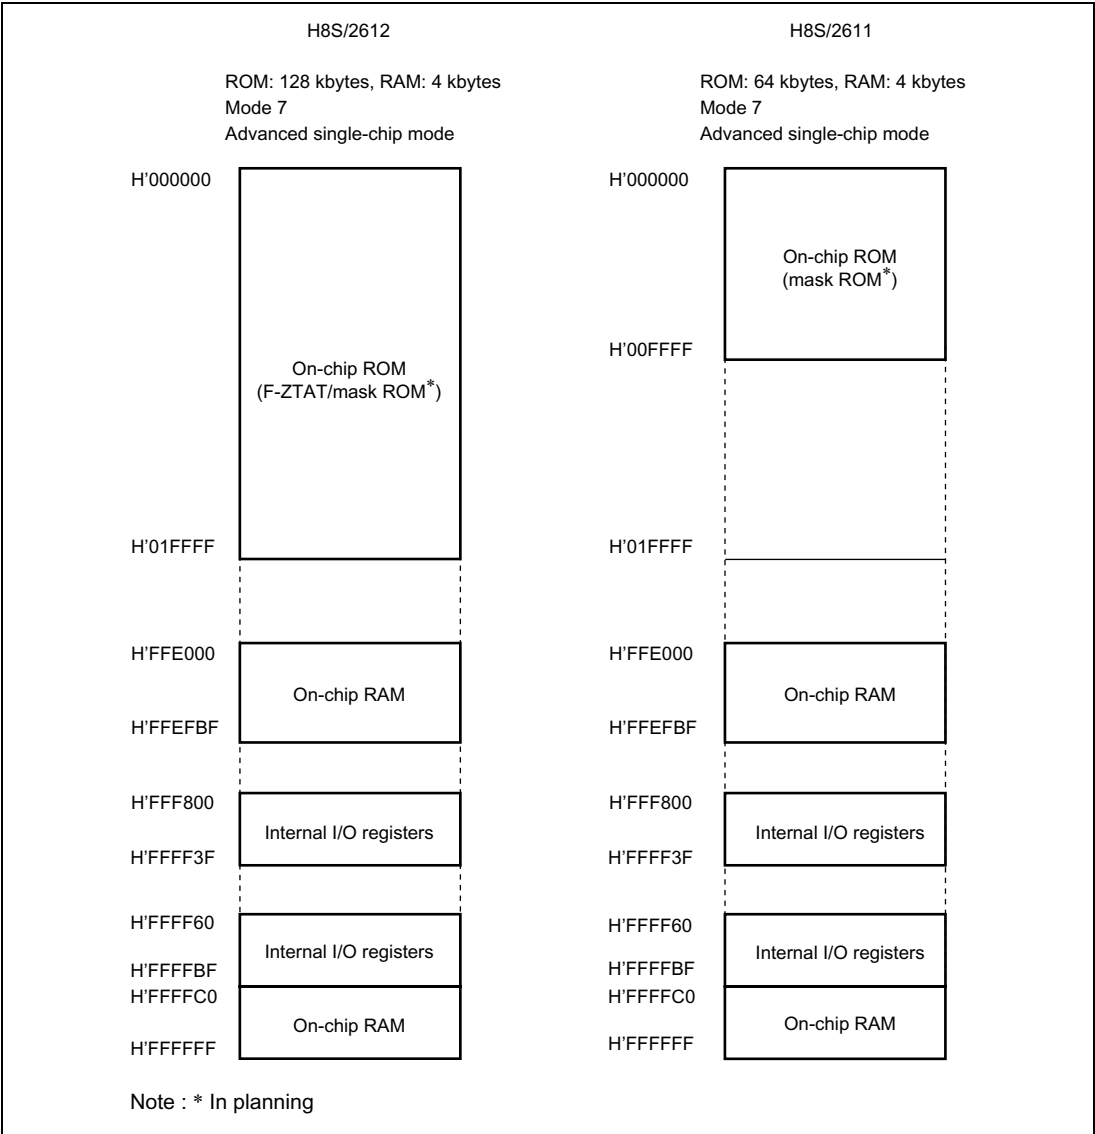 H8S/2612
ROM: 128 kbytes, RAM: 4 kbytes
Mode 7
Advanced single-chip mode
H'000000
On-chip ROM
(F-ZTAT/mask ROM*)
H'01FFFF
H'FFE000
On-chip RAM
H'FFEFBF
H'FFF800
Internal I/O registers
H'FFFF3F
H'FFFF60
Internal I/O registers
H'FFFFBF
H'FFFFC0
On-chip RAM
H'FFFFFF
H8S/2611
ROM: 64 kbytes, RAM: 4 kbytes
Mode 7
Advanced single-chip mode
H'000000
On-chip ROM
(mask ROM*)
H'00FFFF
H'01FFFF
H'FFE000
On-chip RAM
H'FFEFBF
H'FFF800
Internal I/O registers
H'FFFF3F
H'FFFF60
Internal I/O registers
H'FFFFBF
H'FFFFC0
On-chip RAM
H'FFFFFF
Note : * In planning